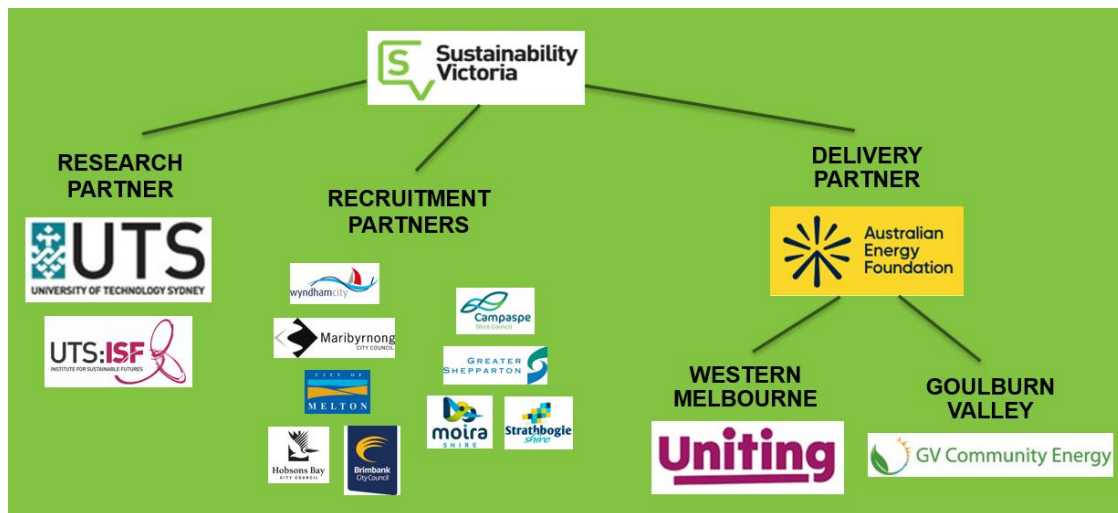 S Sustainability
Victoria
RESEARCH
PARTNER
UTS
UNIVERSITY OF TECHNOLOGY SYDNEY
UTS:ISF
INSTITUTE FOR SUSTAINABLE FUTURES
RECRUITMENT
PARTNERS
wyndhamcity
Maribyrnong
CITY COUNCIL
CITY OF
MELTON
Hobsons Bay
CITY COUNCIL
Brimbank
City Council
Campaspe
Shire Council
GREATER
SHEPPARTON
moira
SHIRE
Strathbogie
shire
DELIVERY
PARTNER
Australian
Energy
Foundation
WESTERN
MELBOURNE
Uniting
GOULBURN
VALLEY
GV Community Energy